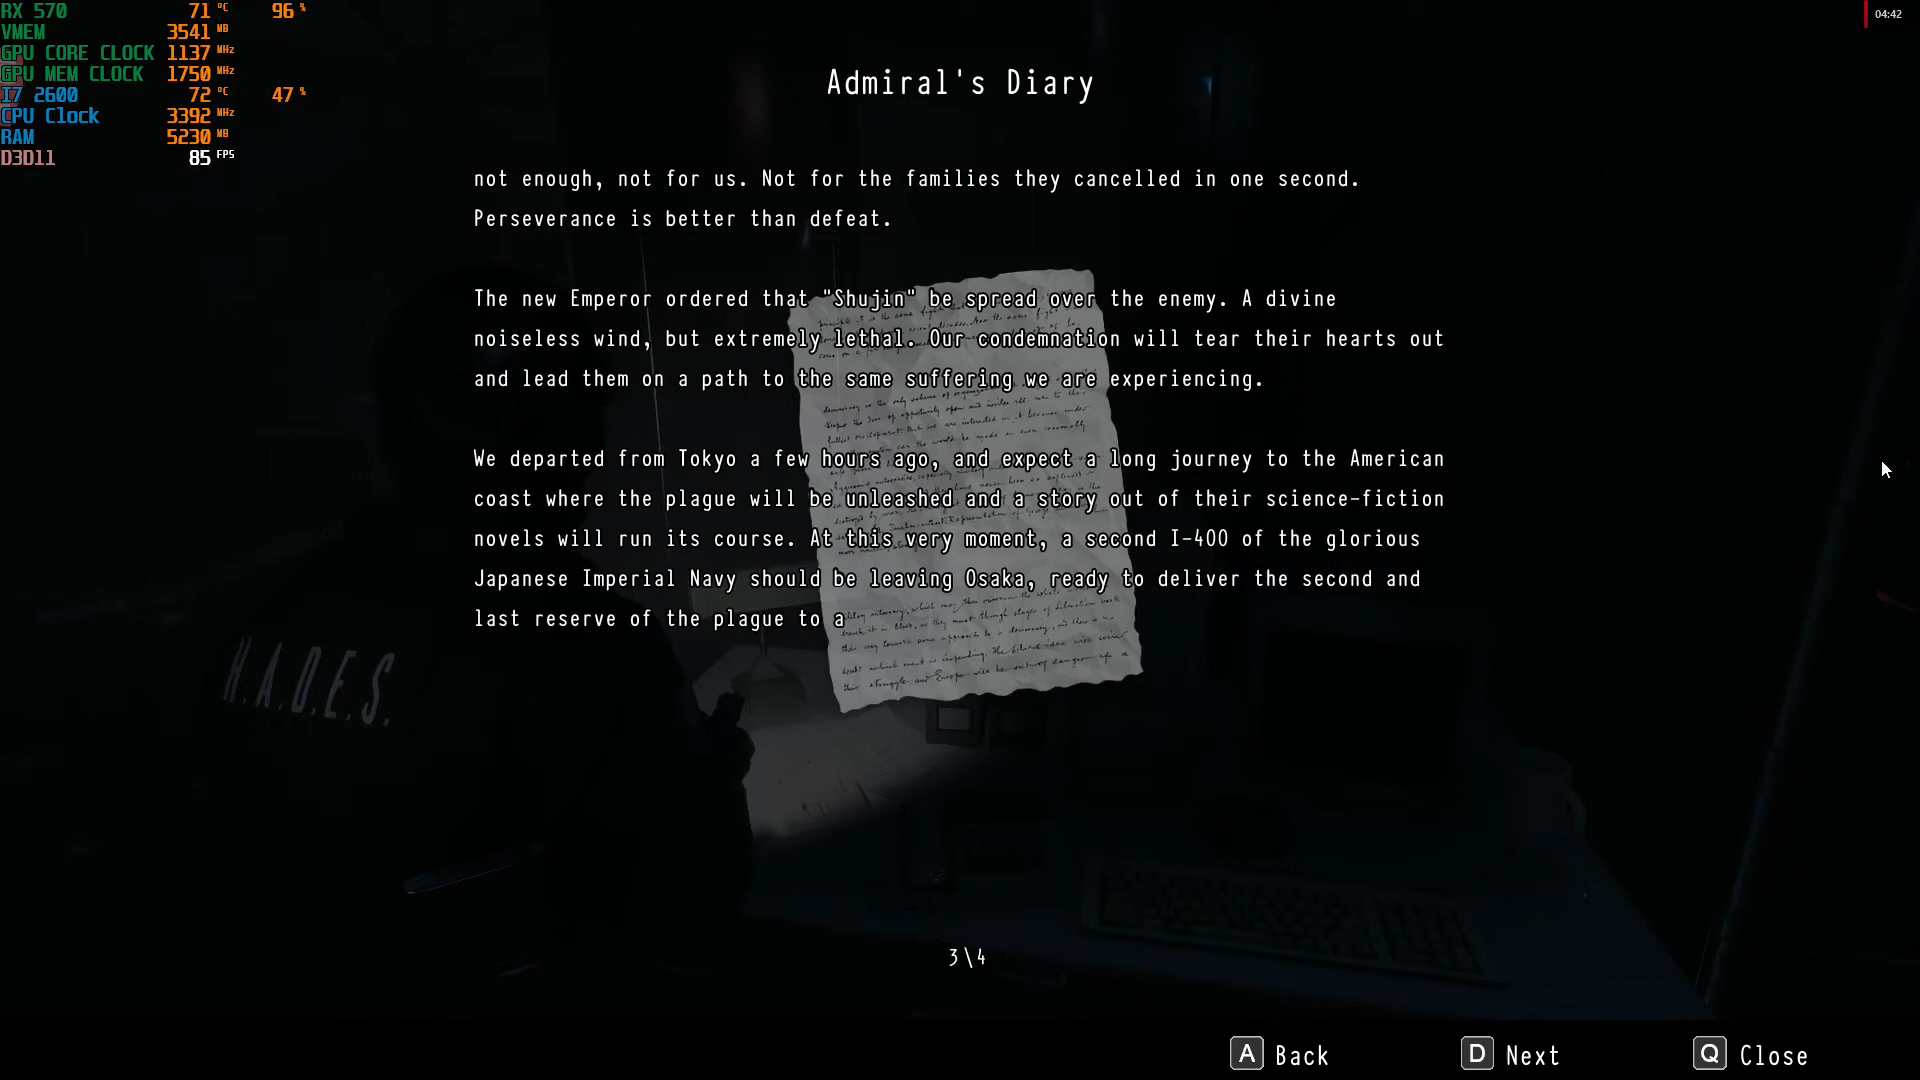 RX 570 71 °C 96 %
VMEM 3541 MB
GPU CORE CLOCK 1137 MHz
GPU MEM CLOCK 1750 MHz
I7 2600 72 °C 47 %
CPU Clock 3392 MHz
RAM 5230 MB
D3D11 85 FPS
04:42
Admiral's Diary
not enough, not for us. Not for the families they cancelled in one second.
Perseverance is better than defeat.
The new Emperor ordered that "Shujin" be spread over the enemy. A divine
noiseless wind, but extremely lethal. Our condemnation will tear their hearts out
and lead them on a path to the same suffering we are experiencing.
We departed from Tokyo a few hours ago, and expect a long journey to the American
coast where the plague will be unleashed and a story out of their science-fiction
novels will run its course. At this very moment, a second I-400 of the glorious
Japanese Imperial Navy should be leaving Osaka, ready to deliver the second and
last reserve of the plague to a
H.A.D.E.S.
3\4
A Back D Next Q Close